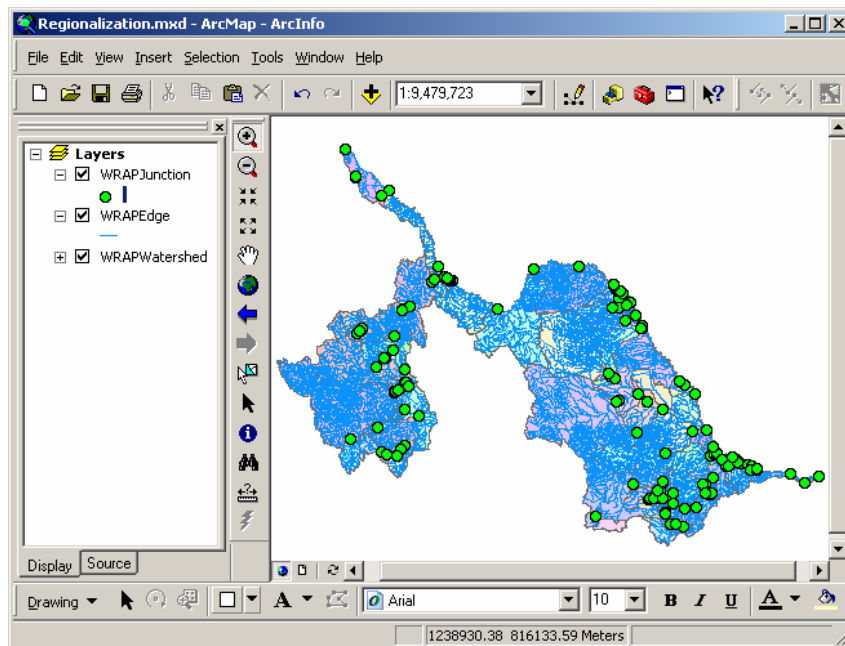 Regionalization.mxd - ArcMap - ArcInfo
File Edit View Insert Selection Tools Window Help
1:9,479,723
Layers
WRAPJunction
WRAPEdge
WRAPWatershed
Display Source
Drawing A Arial 10 B I U A
1238930.38 816133.59 Meters